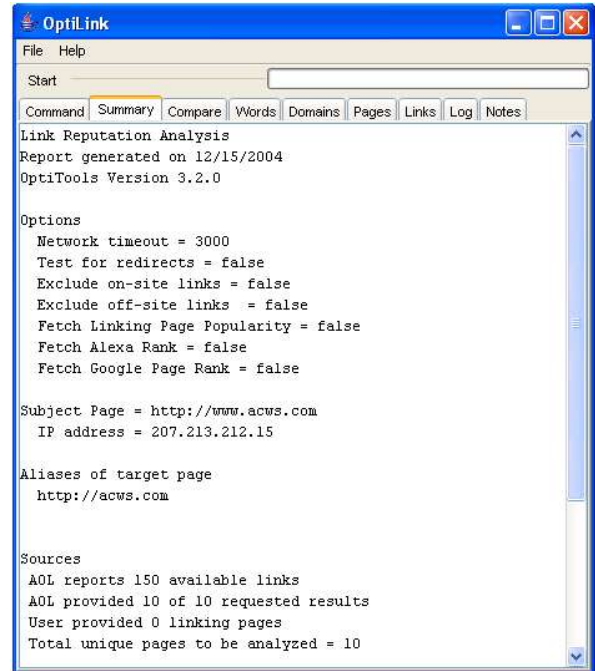 OptiLink
File Help
Start
Command Summary Compare Words Domains Pages Links Log Notes
Link Reputation Analysis
Report generated on 12/15/2004
OptiTools Version 3.2.0
Options
Network timeout = 3000
Test for redirects = false
Exclude on-site links = false
Exclude off-site links  = false
Fetch Linking Page Popularity = false
Fetch Alexa Rank = false
Fetch Google Page Rank = false
Subject Page = http://www.acws.com
IP address = 207.213.212.15
Aliases of target page
http://acws.com
Sources
AOL reports 150 available links
AOL provided 10 of 10 requested results
User provided 0 linking pages
Total unique pages to be analyzed = 10